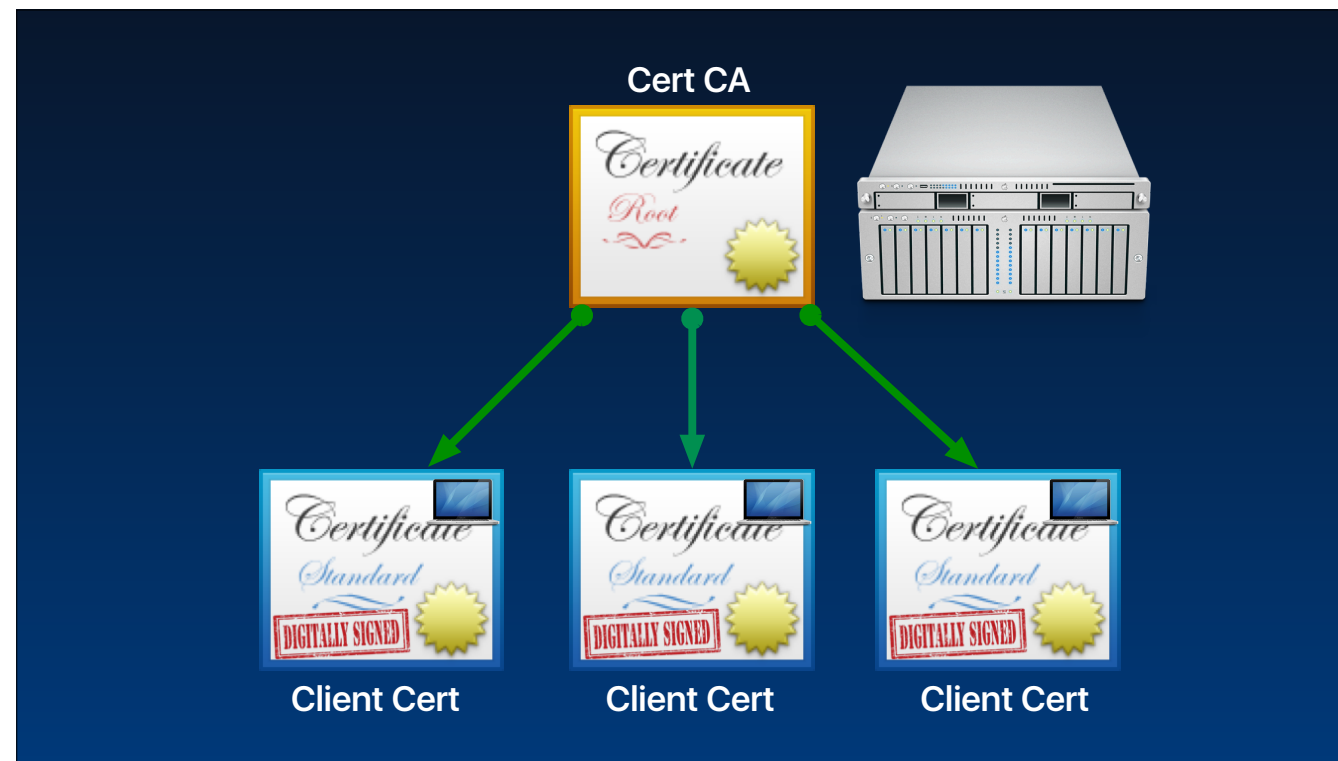 Cert CA
Certificate
Root
Certificate
Standard
DIGITALLY SIGNED
Client Cert
Certificate
Standard
DIGITALLY SIGNED
Client Cert
Certificate
Standard
DIGITALLY SIGNED
Client Cert